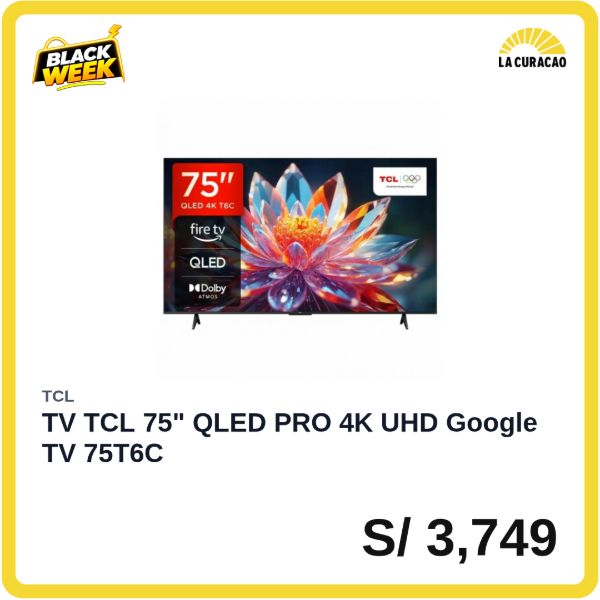 BLACK
WEEK
LA CURACAO
75"
QLED 4K T6C
TCL
fire tv
QLED
Dolby
ATMOS
TCL
TV TCL 75" QLED PRO 4K UHD Google
TV 75T6C
S/ 3,749